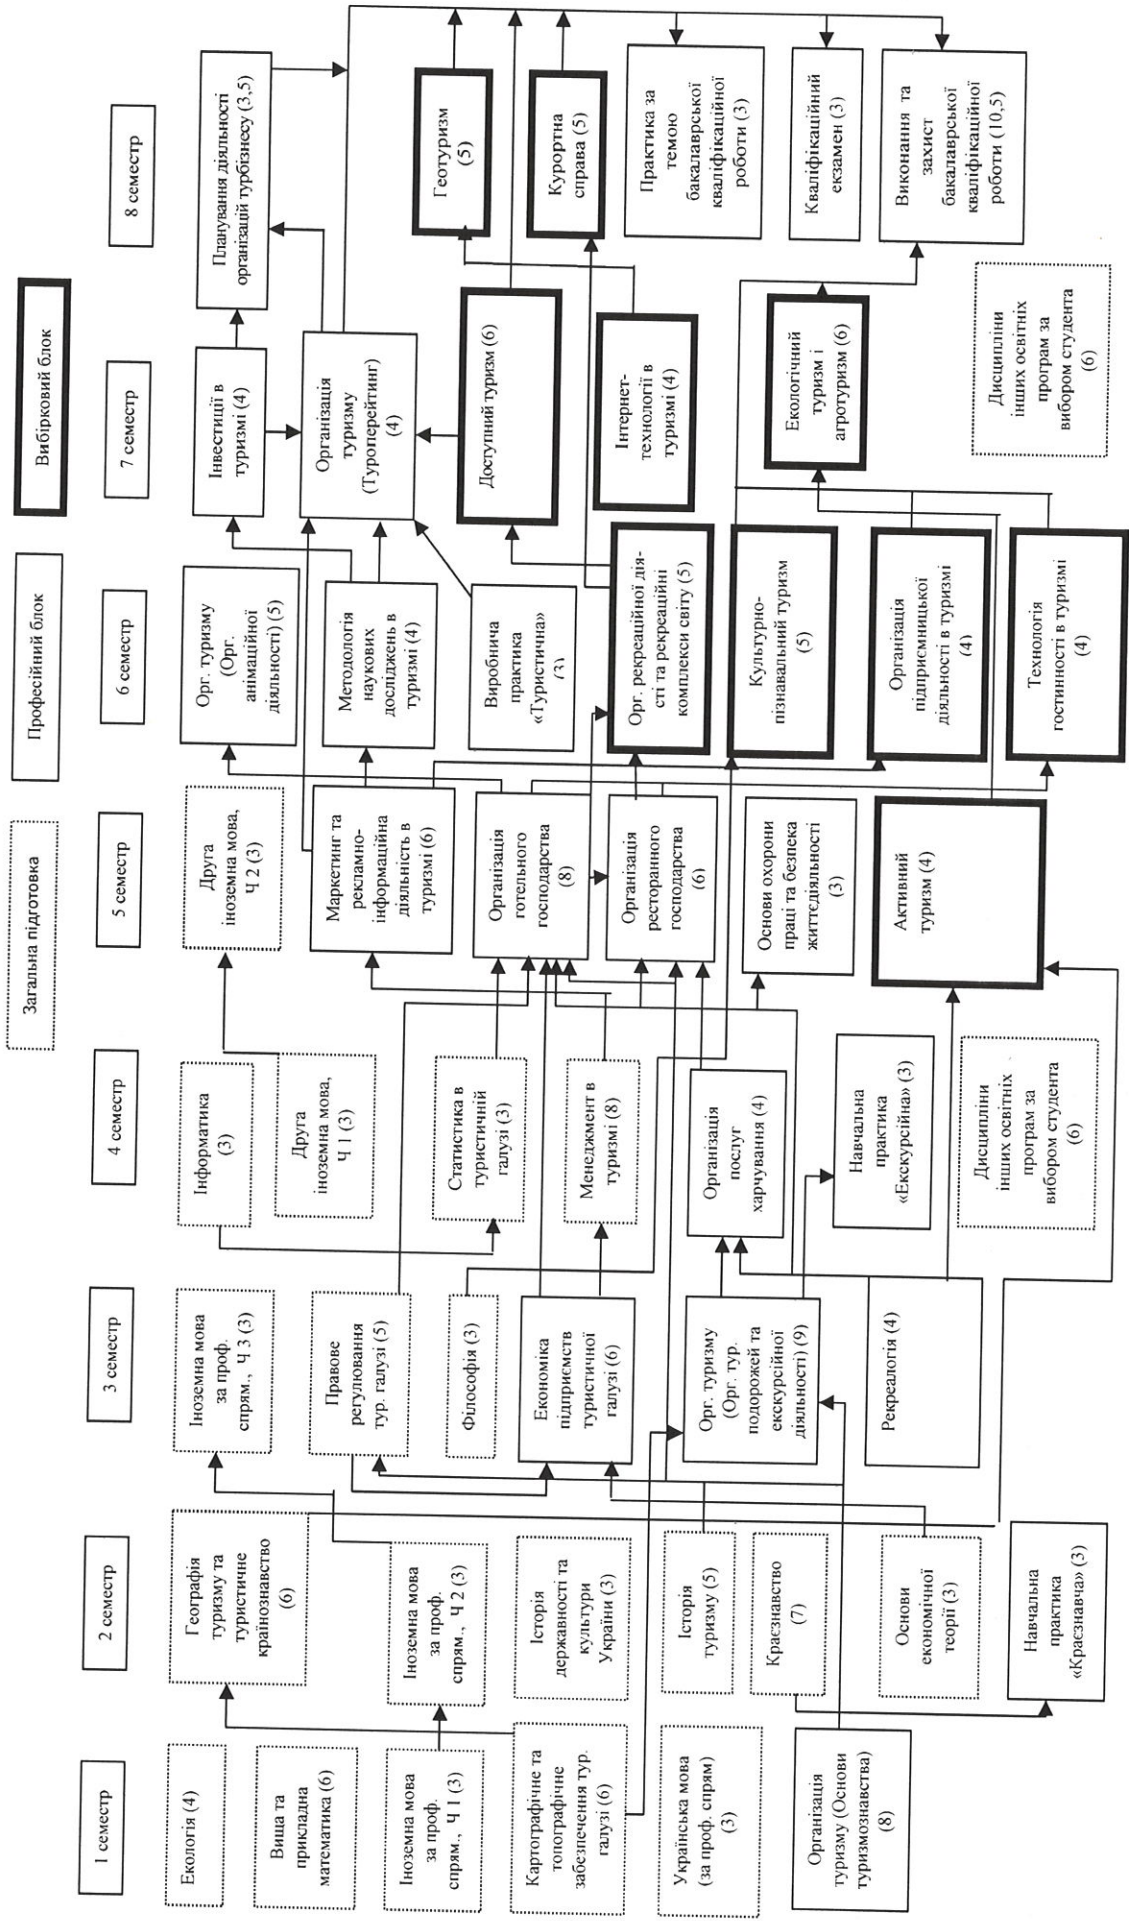 Загальна підготовка
Професійний блок
Вибірковий блок
1 семестр
2 семестр
3 семестр
4 семестр
5 семестр
6 семестр
7 семестр
8 семестр
Екологія (4)
Вища та
прикладна
математика (6)
Іноземна мова
за проф.
спрям., Ч 1 (3)
Картографічне та
топографічне
забезпечення тур.
галузі (6)
Українська мова
(за проф. спрям)
(3)
Організація
туризму (Основи
туризмознавства)
(8)
Географія
туризму та
туристичне
країнознавство
(6)
Іноземна мова
за проф.
спрям., Ч 2 (3)
Історія
державності та
культури
України (3)
Історія
туризму (5)
Краєзнавство
(7)
Основи
економічної
теорії (3)
Навчальна
практика
«Краєзнавча» (3)
Іноземна мова
за проф.
спрям., Ч 3 (3)
Правове
регулювання
тур. галузі (5)
Філософія (3)
Економіка
підприємств
туристичної
галузі (6)
Орг. туризму
(Орг. тур.
подорожей та
екскурсійної
діяльності) (9)
Рекреалогія (4)
Інформатика
(3)
Друга
іноземна мова,
Ч 1 (3)
Статистика в
туристичній
галузі (3)
Менеджмент в
туризмі (8)
Організація
послуг
харчування (4)
Навчальна
практика
«Екскурсійна» (3)
Дисципліни
інших освітніх
програм за
вибором студента
(6)
Друга
іноземна мова,
Ч 2 (3)
Маркетинг та
рекламно-
інформаційна
діяльність в
туризмі (6)
Організація
готельного
господарства
(8)
Організація
ресторанного
господарства
(6)
Основи охорони
праці та безпека
життєдіяльності
(3)
Активний
туризм (4)
Орг. туризму
(Орг.
анімаційної
діяльності) (5)
Методологія
наукових
досліджень в
туризмі (4)
Виробнича
практика
«Туристична»
(3)
Орг. рекреаційної дія-
сті та рекреаційні
комплекси світу (5)
Культурно-
пізнавальний туризм
(5)
Організація
підприємницької
діяльності в туризмі
(4)
Технологія
гостинності в туризмі
(4)
Інвестиції в
туризмі (4)
Організація
туризму
(Туроперейтинг)
(4)
Доступний туризм (6)
Інтернет-
технології в
туризмі (4)
Екологічний
туризм і
агротуризм (6)
Дисципліни
інших освітніх
програм за
вибором студента
(6)
Планування діяльності
організацій турбізнесу (3,5)
Геотуризм
(5)
Курортна
справа (5)
Практика за
темою
бакалаврської
кваліфікаційної
роботи (3)
Кваліфікаційний
екзамен (3)
Виконання та
захист
бакалаврської
кваліфікаційної
роботи (10,5)